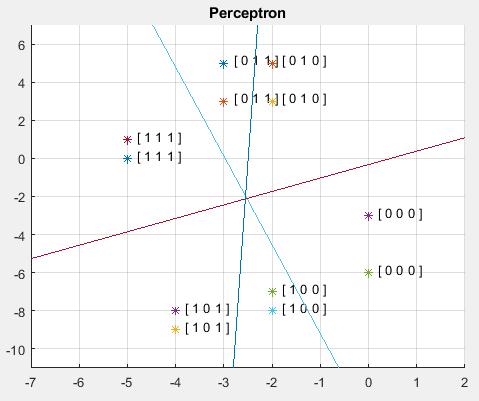 Perceptron
6
4
2
0
-2
-4
-6
-8
-10
[ 0 1 1 ] [ 0 1 0 ]
[ 0 1 1 ] [ 0 1 0 ]
[ 1 1 1 ]
[ 1 1 1 ]
[ 0 0 0 ]
[ 0 0 0 ]
[ 1 0 0 ]
[ 1 0 1 ] [ 1 0 0 ]
[ 1 0 1 ]
-7 -6 -5 -4 -3 -2 -1 0 1 2